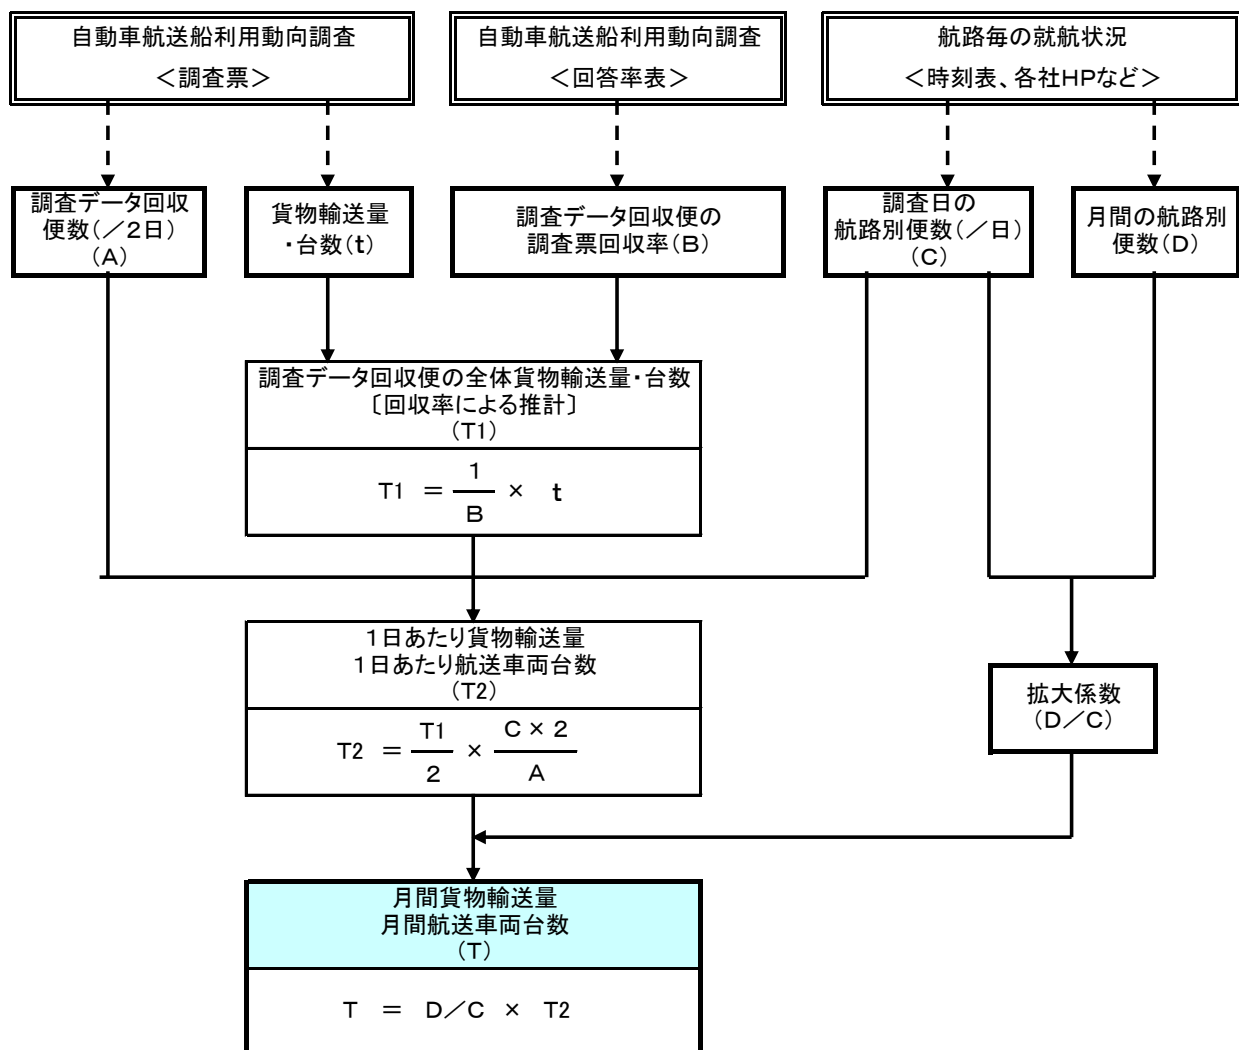 自動車航送船利用動向調査
＜調査票＞
自動車航送船利用動向調査
＜回答率表＞
航路毎の就航状況
＜時刻表、各社HPなど＞
調査データ回収
便数(／2日)
(A)
貨物輸送量
・台数(t)
調査データ回収便の
調査票回収率(B)
調査日の
航路別便数(／日)
(C)
月間の航路別
便数(D)
調査データ回収便の全体貨物輸送量・台数
〔回収率による推計〕
(T1)
T1 ＝ 1/B × t
1日あたり貨物輸送量
1日あたり航送車両台数
(T2)
T2 ＝ T1/2 × C×2/A
拡大係数
(D／C)
月間貨物輸送量
月間航送車両台数
(T)
T ＝ D／C × T2